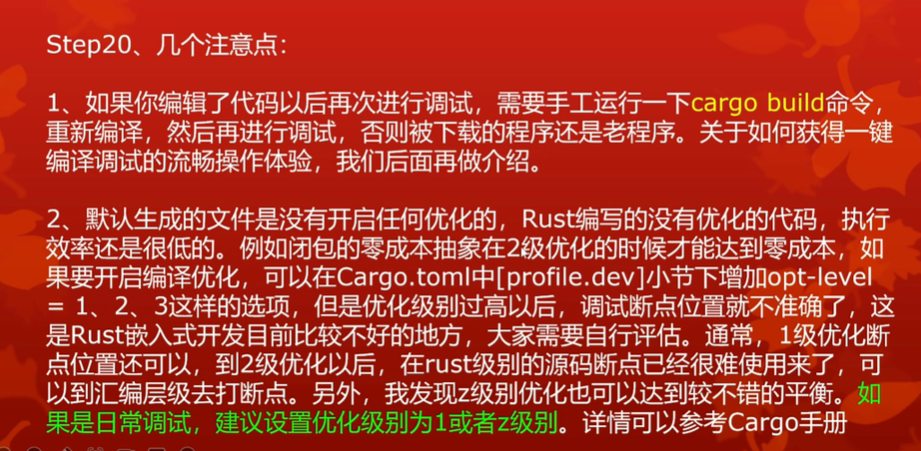 Step20、几个注意点：
1、如果你编辑了代码以后再次进行调试，需要手工运行一下cargo build命令，
重新编译，然后再进行调试，否则被下载的程序还是老程序。关于如何获得一键
编译调试的流畅操作体验，我们后面再做介绍。
2、默认生成的文件是没有开启任何优化的，Rust编写的没有优化的代码，执行
效率还是很低的。例如闭包的零成本抽象在2级优化的时候才能达到零成本，如
果要开启编译优化，可以在Cargo.toml中[profile.dev]小节下增加opt-level
= 1、2、3这样的选项，但是优化级别过高以后，调试断点位置就不准确了，这
是Rust嵌入式开发目前比较不好的地方，大家需要自行评估。通常，1级优化断
点位置还可以，到2级优化以后，在rust级别的源码断点已经很难使用来了，可
以到汇编层级去打断点。另外，我发现z级别优化也可以达到较不错的平衡。如
果是日常调试，建议设置优化级别为1或者z级别。详情可以参考Cargo手册